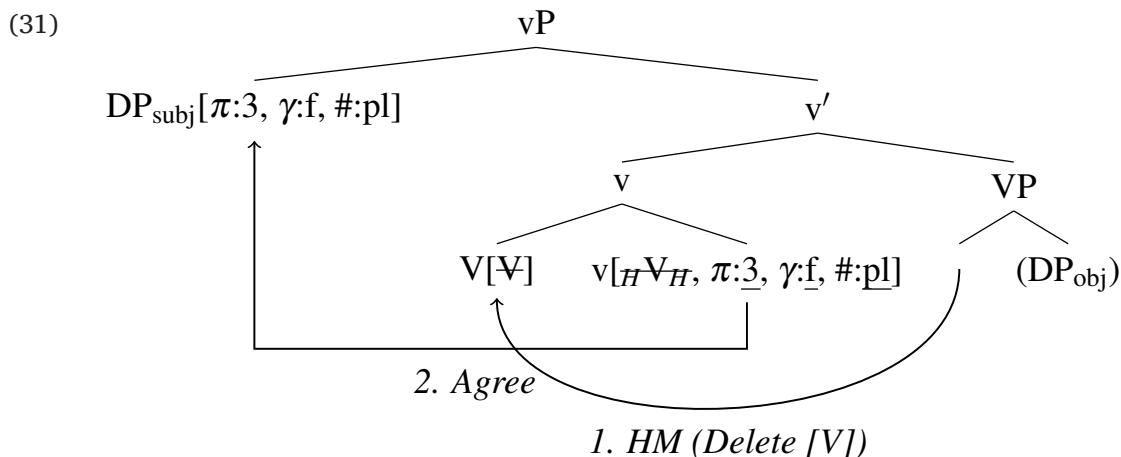 (31)
vP
DPsubj[π:3, γ:f, #:pl]
v′
v
VP
V[V] v[HVH, π:3, γ:f, #:pl] (DPobj)
2. Agree
1. HM (Delete [V])